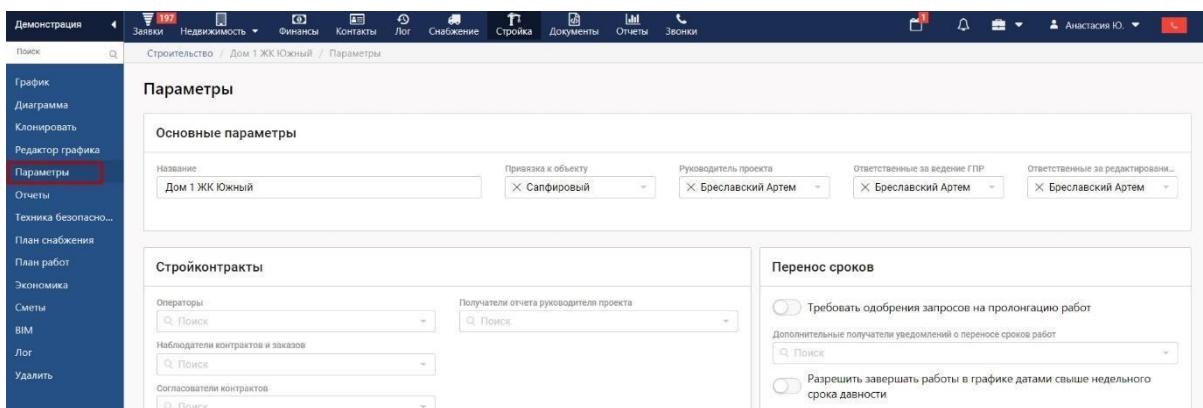 Демонстрация
197
1
Анастасия Ю.
Заявки Недвижимость Финансы Контакты Лог Снабжение Стройка Документы Отчеты Звонки
Поиск
Строительство / Дом 1 ЖК Южный / Параметры
График
Диаграмма
Клонировать
Редактор графика
Параметры
Отчеты
Техника безопасно...
План снабжения
План работ
Экономика
Сметы
BIM
Лог
Удалить
Параметры
Основные параметры
Название
Дом 1 ЖК Южный
Привязка к объекту
Сапфировый
Руководитель проекта
Бреславский Артем
Ответственные за ведение ГПР
Бреславский Артем
Ответственные за редактировани...
Бреславский Артем
Стройконтракты
Операторы
Поиск
Получатели отчета руководителя проекта
Поиск
Наблюдатели контрактов и заказов
Поиск
Согласователи контрактов
Поиск
Перенос сроков
Требовать одобрения запросов на пролонгацию работ
Дополнительные получатели уведомлений о переносе сроков работ
Поиск
Разрешить завершать работы в графике датами свыше недельного
срока давности